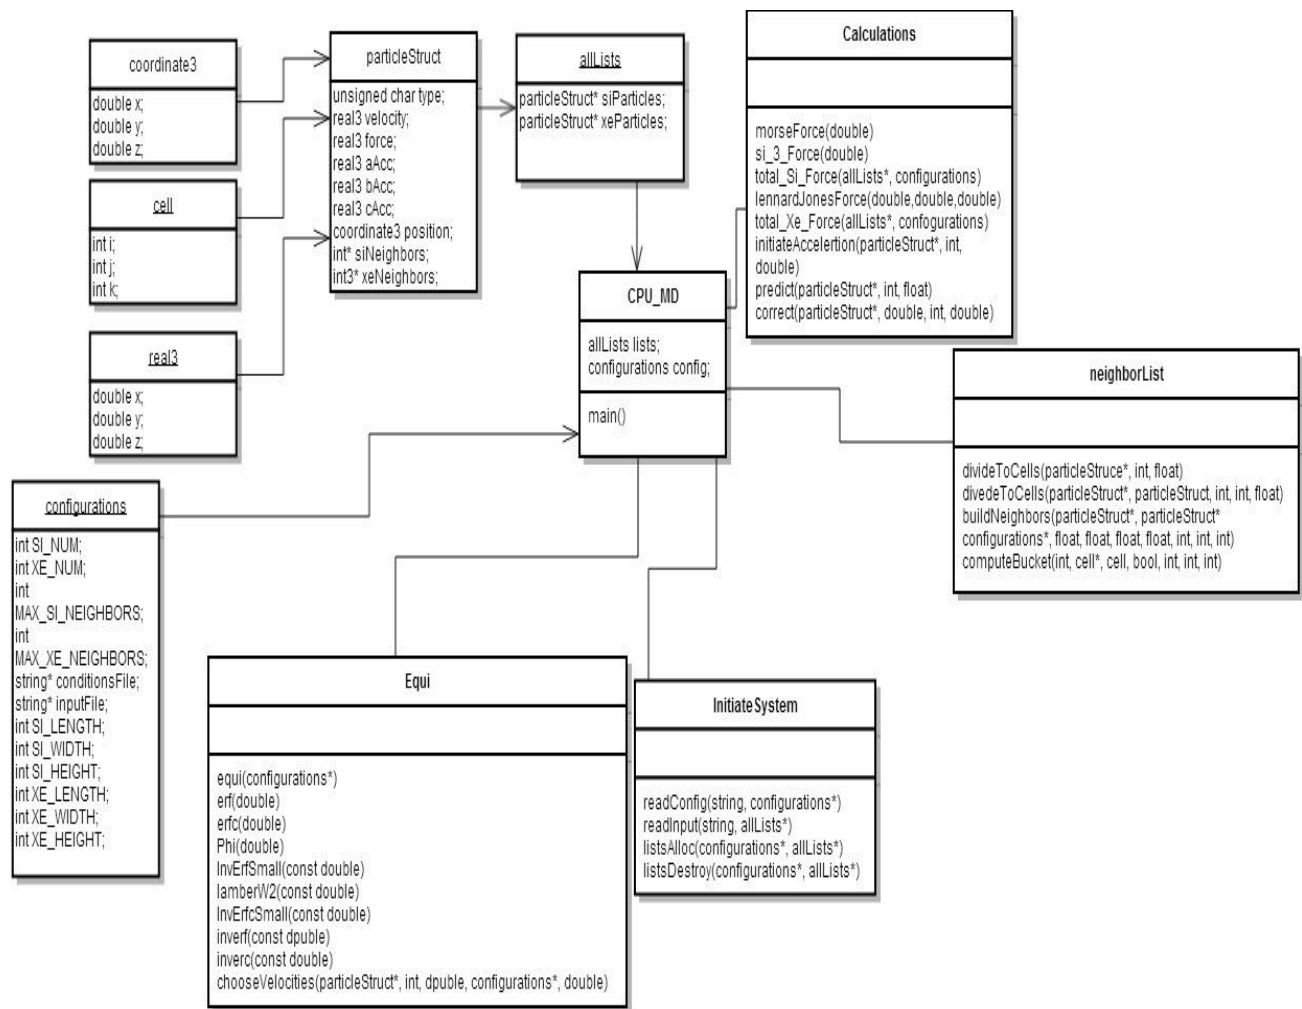 coordinate3
double x;
double y;
double z;
cell
int i;
int j;
int k;
real3
double x;
double y;
double z;
configurations
int SI_NUM;
int XE_NUM;
int
MAX_SI_NEIGHBORS;
int
MAX_XE_NEIGHBORS;
string* conditionsFile;
string* inputFile;
int SI_LENGTH;
int SI_WIDTH;
int SI_HEIGHT;
int XE_LENGTH;
int XE_WIDTH;
int XE_HEIGHT;
particleStruct
unsigned char type;
real3 velocity;
real3 force;
real3 aAcc;
real3 bAcc;
real3 cAcc;
coordinate3 position;
int* siNeighbors;
int3* xeNeighbors;
allLists
particleStruct* siParticles;
particleStruct* xeParticles;
CPU_MD
allLists lists;
configurations config;
main()
Calculations
morseForce(double)
si_3_Force(double)
total_Si_Force(allLists*, configurations)
lennardJonesForce(double,double,double)
total_Xe_Force(allLists*, confogurations)
initiateAccelertion(particleStruct*, int,
double)
predict(particleStruct*, int, float)
correct(particleStruct*, double, int, double)
neighborList
divideToCells(particleStruce*, int, float)
divedeToCells(particleStruct*, particleStruct, int, int, float)
buildNeighbors(particleStruct*, particleStruct*
configurations*, float, float, float, float, int, int, int)
computeBucket(int, cell*, cell, bool, int, int, int)
Equi
equi(configurations*)
erf(double)
erfc(double)
Phi(double)
InvErfSmall(const double)
lamberW2(const double)
InvErfcSmall(const double)
inverf(const dpuble)
inverc(const double)
chooseVelocities(particleStruct*, int, dpuble, configurations*, double)
InitiateSystem
readConfig(string, configurations*)
readInput(string, allLists*)
listsAlloc(configurations*, allLists*)
listsDestroy(configurations*, allLists*)